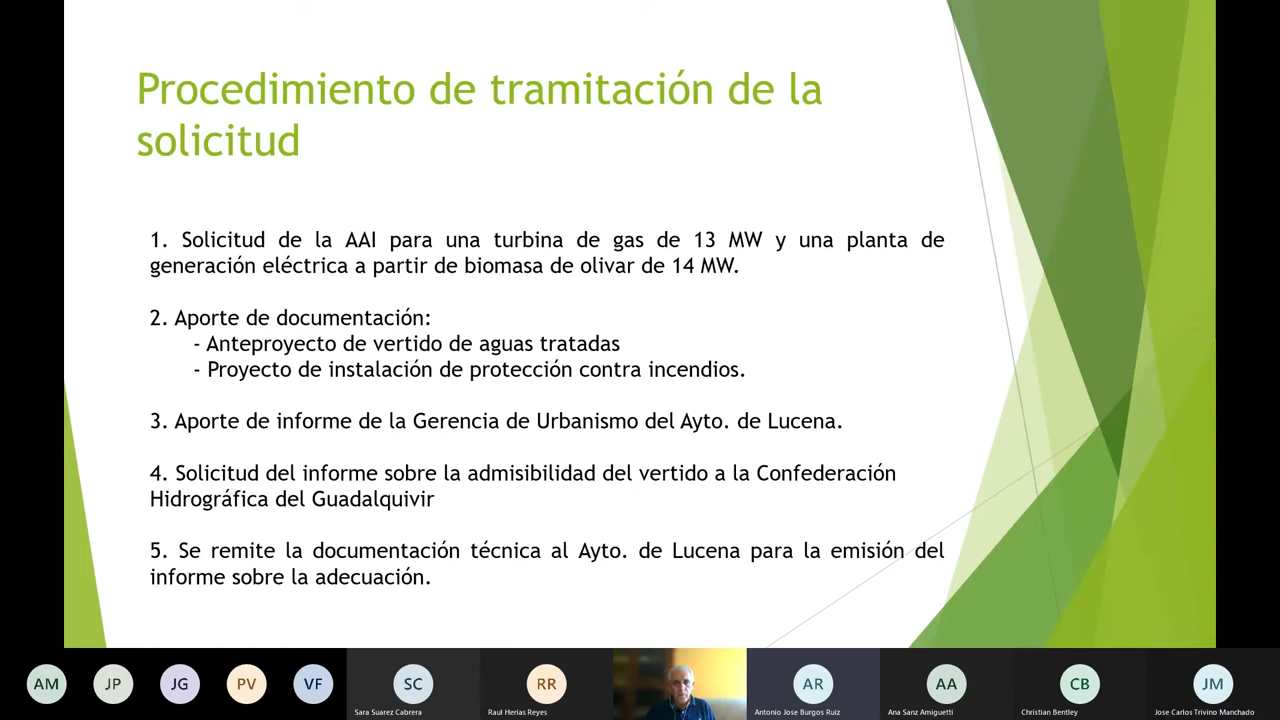 Procedimiento de tramitación de la
solicitud
1. Solicitud de la AAI para una turbina de gas de 13 MW y una planta de
generación eléctrica a partir de biomasa de olivar de 14 MW.
2. Aporte de documentación:
- Anteproyecto de vertido de aguas tratadas
- Proyecto de instalación de protección contra incendios.
3. Aporte de informe de la Gerencia de Urbanismo del Ayto. de Lucena.
4. Solicitud del informe sobre la admisibilidad del vertido a la Confederación
Hidrográfica del Guadalquivir
5. Se remite la documentación técnica al Ayto. de Lucena para la emisión del
informe sobre la adecuación.
AM JP JG PV VF SC RR AR AA CB JM
Sara Suarez Cabrera Raul Herias Reyes Antonio Jose Burgos Ruiz Ana Sanz Amiguetti Christian Bentley Jose Carlos Trivino Manchado